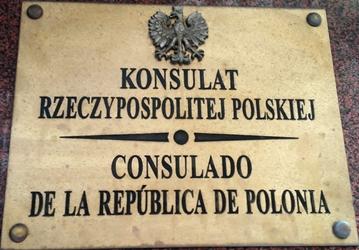 KONSULAT
RZECZYPOSPOLITEJ POLSKIEJ
CONSULADO
DE LA REPÚBLICA DE POLONIA